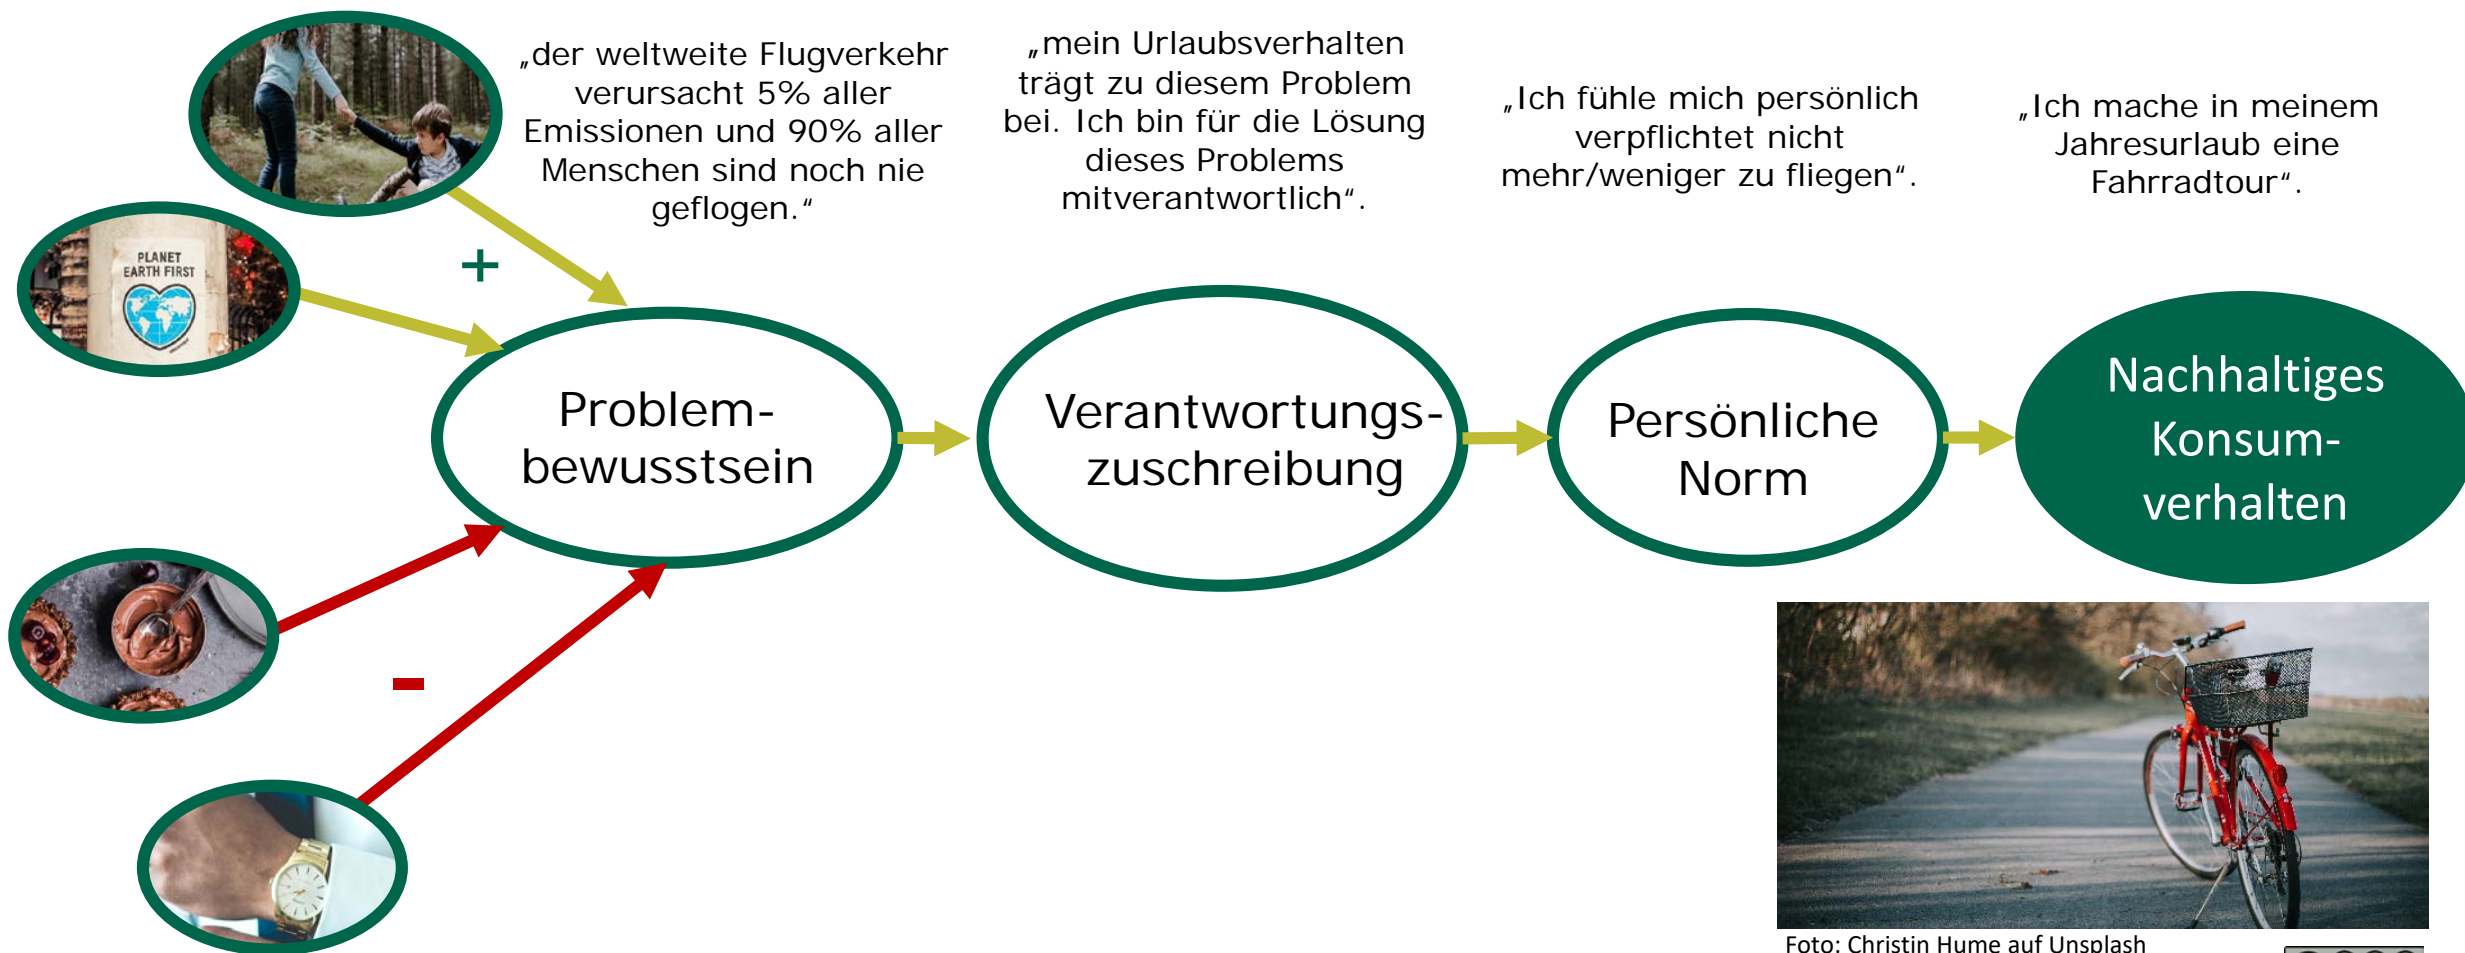 „der weltweite Flugverkehr
verursacht 5% aller
Emissionen und 90% aller
Menschen sind noch nie
geflogen.“
„mein Urlaubsverhalten
trägt zu diesem Problem
bei. Ich bin für die Lösung
dieses Problems
mitverantwortlich“.
„Ich fühle mich persönlich
verpflichtet nicht
mehr/weniger zu fliegen“.
„Ich mache in meinem
Jahresurlaub eine
Fahrradtour“.
PLANET
EARTH FIRST
+
Problem-
bewusstsein
Verantwortungs-
zuschreibung
Persönliche
Norm
Nachhaltiges
Konsum-
verhalten
-
Foto: Christin Hume auf Unsplash